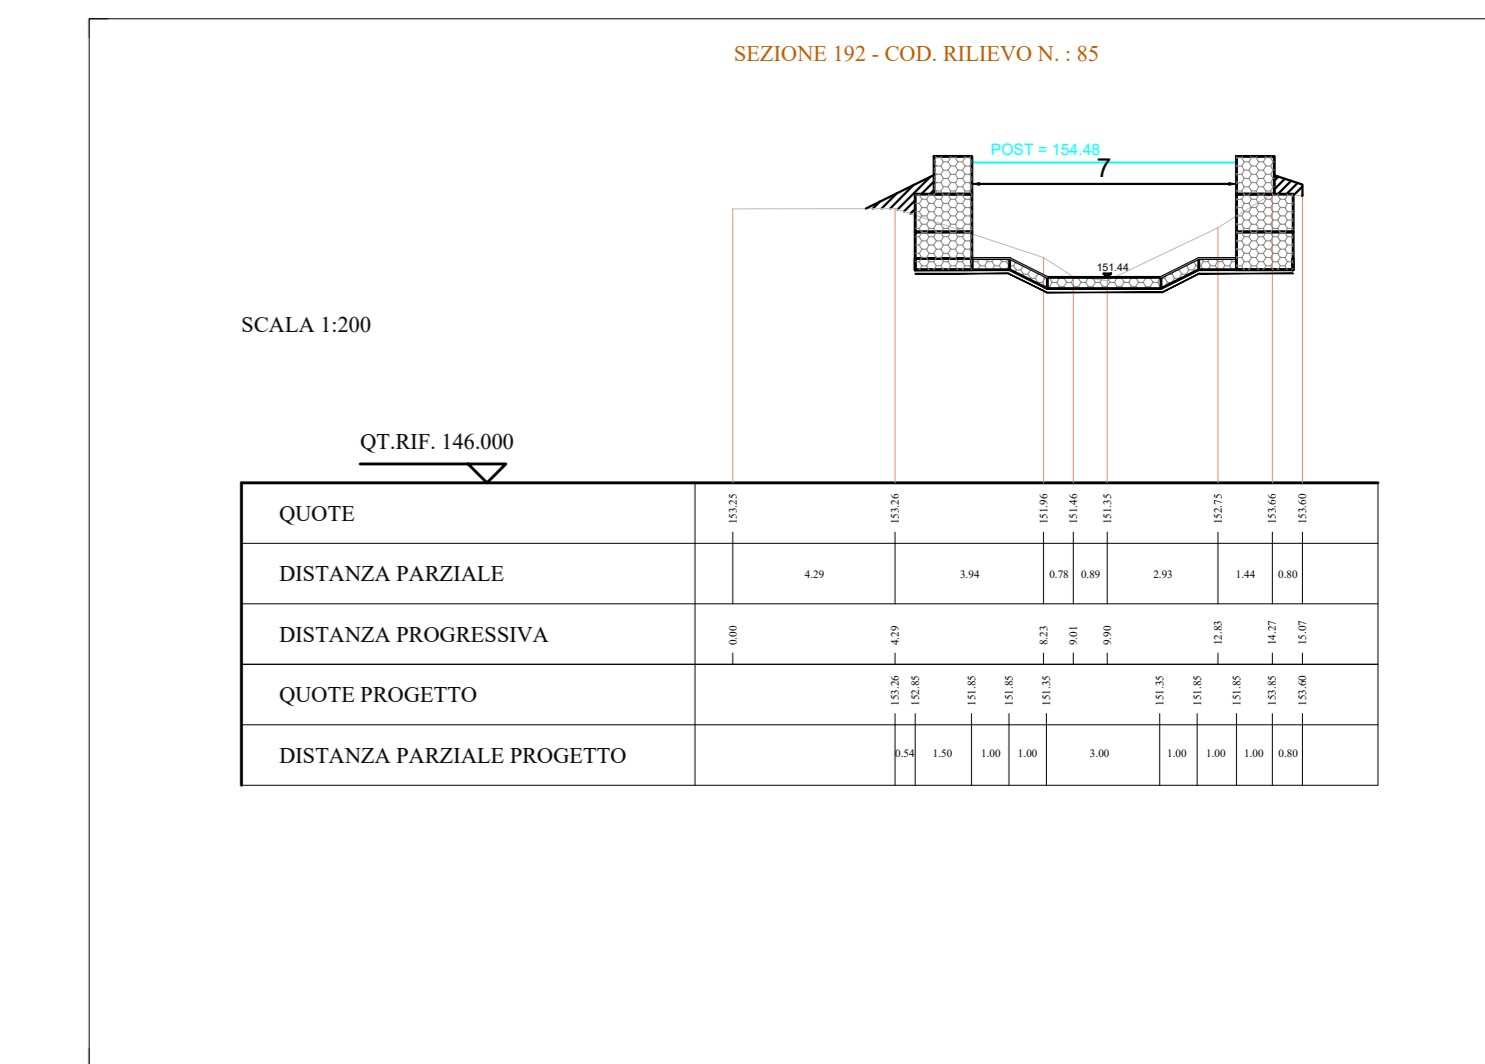 SEZIONE 192 - COD. RILIEVO N. : 85
POST = 154.48
7
151.44
SCALA 1:200
QT.RIF. 146.000
QUOTE 153.25 153.26 151.96 151.46 151.35 152.75 153.66 153.60
DISTANZA PARZIALE 4.29 3.94 0.78 0.89 2.93 1.44 0.80
DISTANZA PROGRESSIVA 0.00 4.29 8.23 9.01 9.90 12.83 14.27 15.07
QUOTE PROGETTO 153.26 152.85 151.85 151.85 151.35 151.35 151.85 151.85 153.85 153.60
DISTANZA PARZIALE PROGETTO 0.54 1.50 1.00 1.00 3.00 1.00 1.00 1.00 0.80